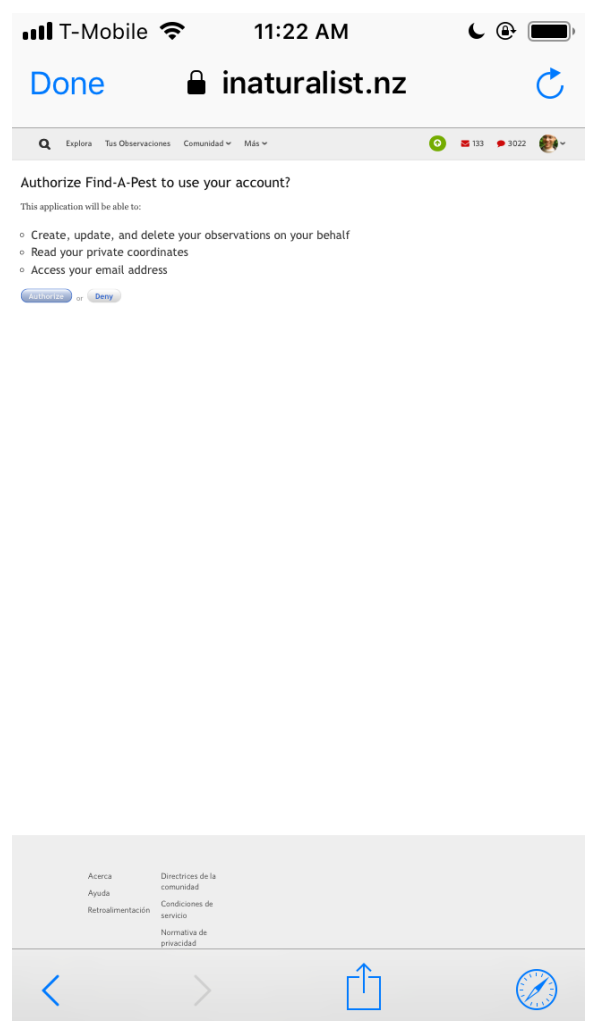 T-Mobile 11:22 AM
Done inaturalist.nz
Explora Tus Observaciones Comunidad Más 133 3022
Authorize Find-A-Pest to use your account?
This application will be able to:
Create, update, and delete your observations on your behalf
Read your private coordinates
Access your email address
Authorize or Deny
Acerca
Ayuda
Retroalimentación
Directrices de la
comunidad
Condiciones de
servicio
Normativa de
privacidad